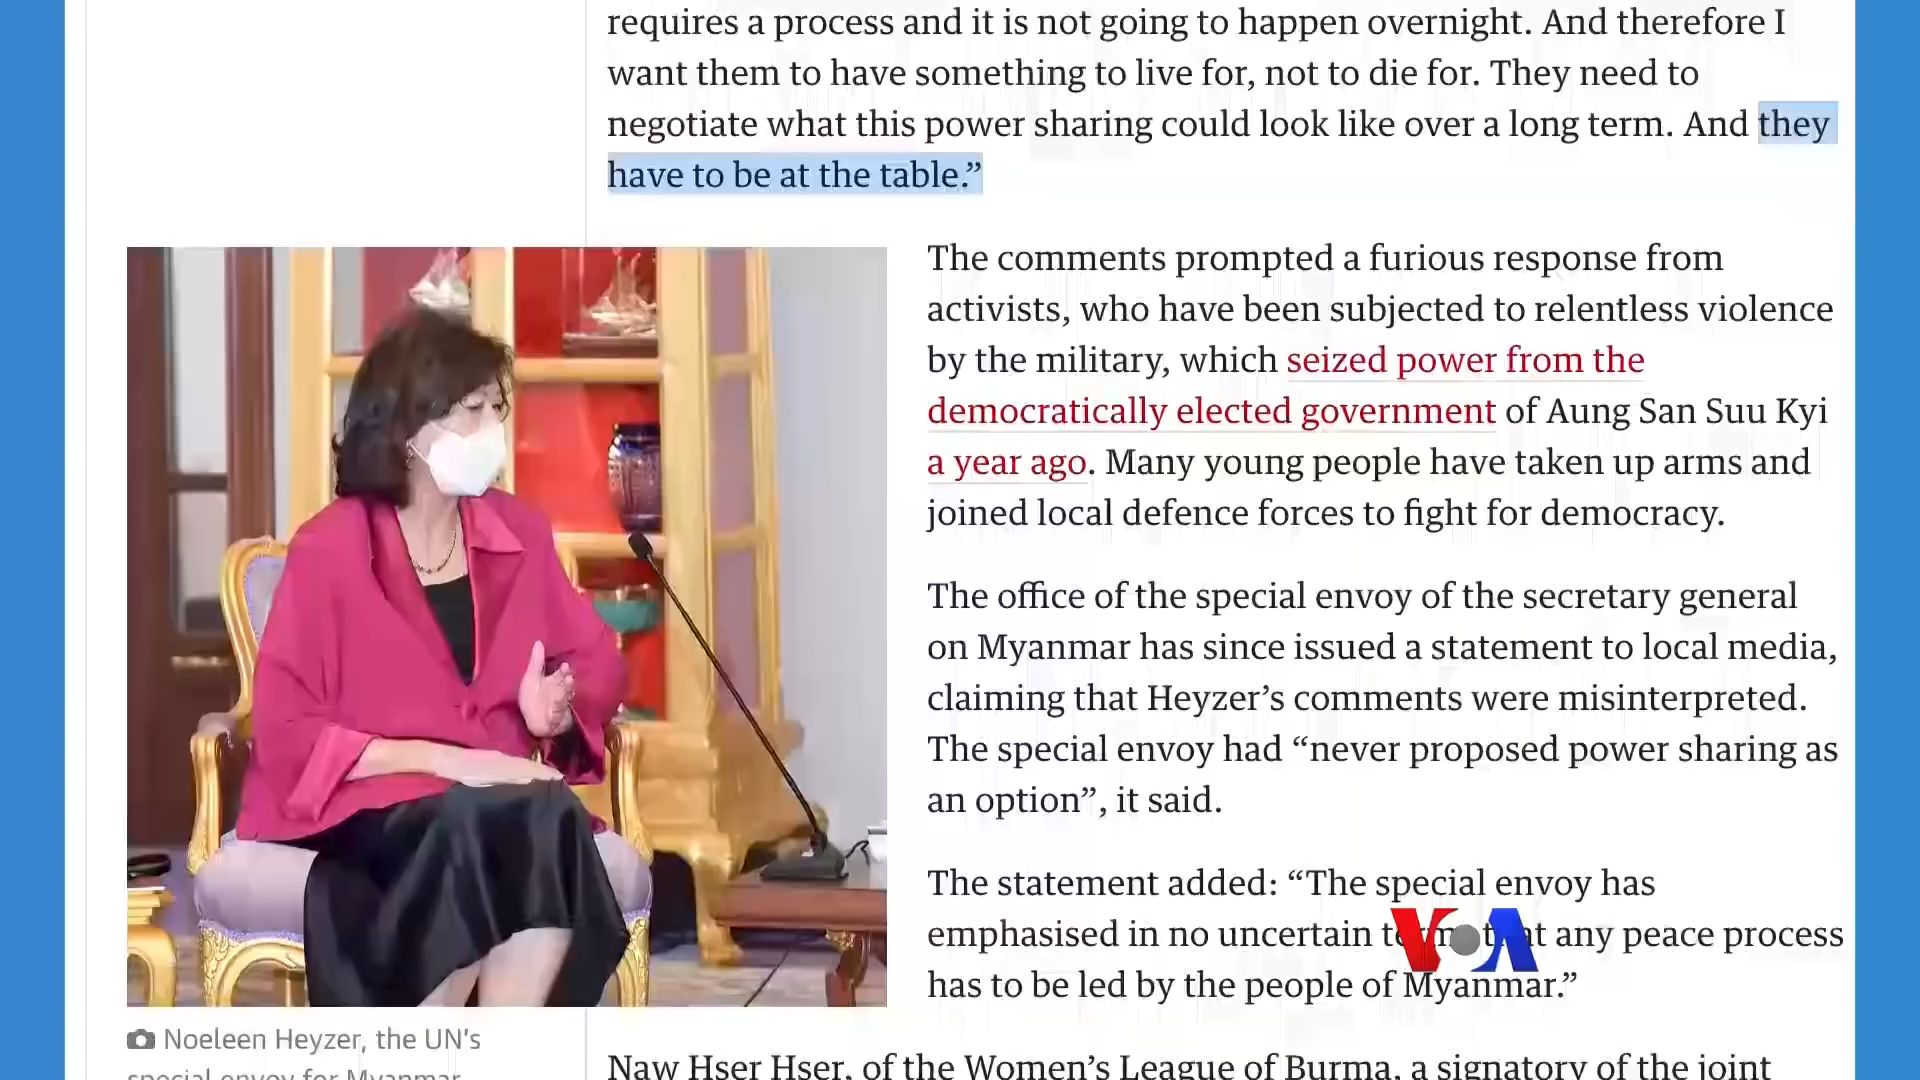 requires a process and it is not going to happen overnight. And therefore I
want them to have something to live for, not to die for. They need to
negotiate what this power sharing could look like over a long term. And they
have to be at the table.”
The comments prompted a furious response from
activists, who have been subjected to relentless violence
by the military, which seized power from the
democratically elected government of Aung San Suu Kyi
a year ago. Many young people have taken up arms and
joined local defence forces to fight for democracy.
The office of the special envoy of the secretary general
on Myanmar has since issued a statement to local media,
claiming that Heyzer’s comments were misinterpreted.
The special envoy had “never proposed power sharing as
an option”, it said.
The statement added: “The special envoy has
emphasised in no uncertain terms that any peace process
has to be led by the people of Myanmar.”
VOA
Noeleen Heyzer, the UN’s
special envoy for Myanmar
Naw Hser Hser, of the Women’s League of Burma, a signatory of the joint